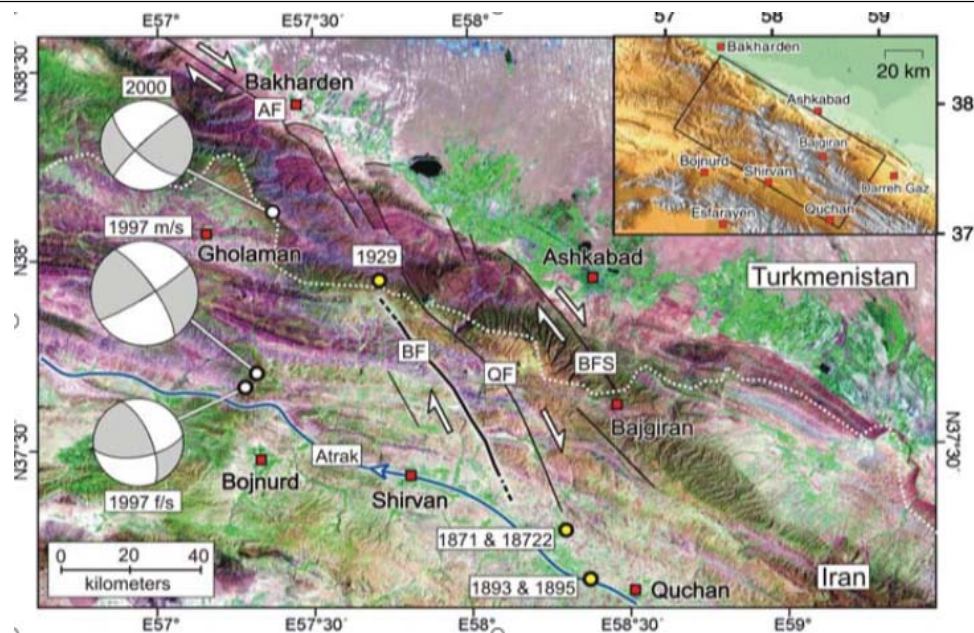 E57° E57°30' E58° 57 58 59
N38°30'
N38°
N37°30'
38
37
N37°30'
2000
AF
Bakharden
1997 m/s
Gholaman
1929
Ashkabad
Turkmenistan
BF
QF
BFS
Bajgiran
Atrak
Bojnurd
Shirvan
1997 f/s
1871 & 18722
1893 & 1895
Quchan
Iran
0 20 40
kilometers
Bakharden
20 km
Ashkabad
Bajgiran
Bojnurd
Shirvan
Darreh Gaz
Quchan
Esfarayen
E57° E57°30' E58° E58°30' E59°